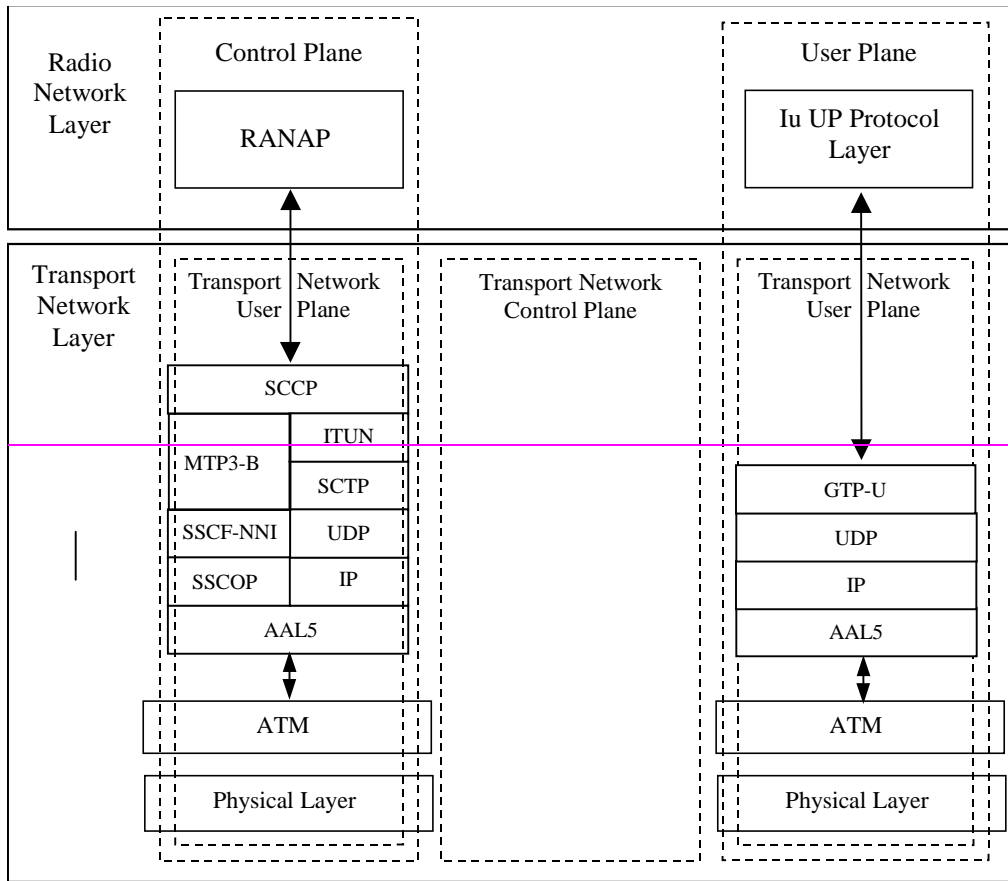 Radio
Network
Layer
Control Plane
RANAP
User Plane
Iu UP Protocol
Layer
Transport
Network
Layer
Transport Network
User Plane
SCCP
MTP3-B
ITUN
SCTP
SSCF-NNI
UDP
SSCOP
IP
AAL5
ATM
Physical Layer
Transport Network
Control Plane
Transport Network
User Plane
GTP-U
UDP
IP
AAL5
ATM
Physical Layer